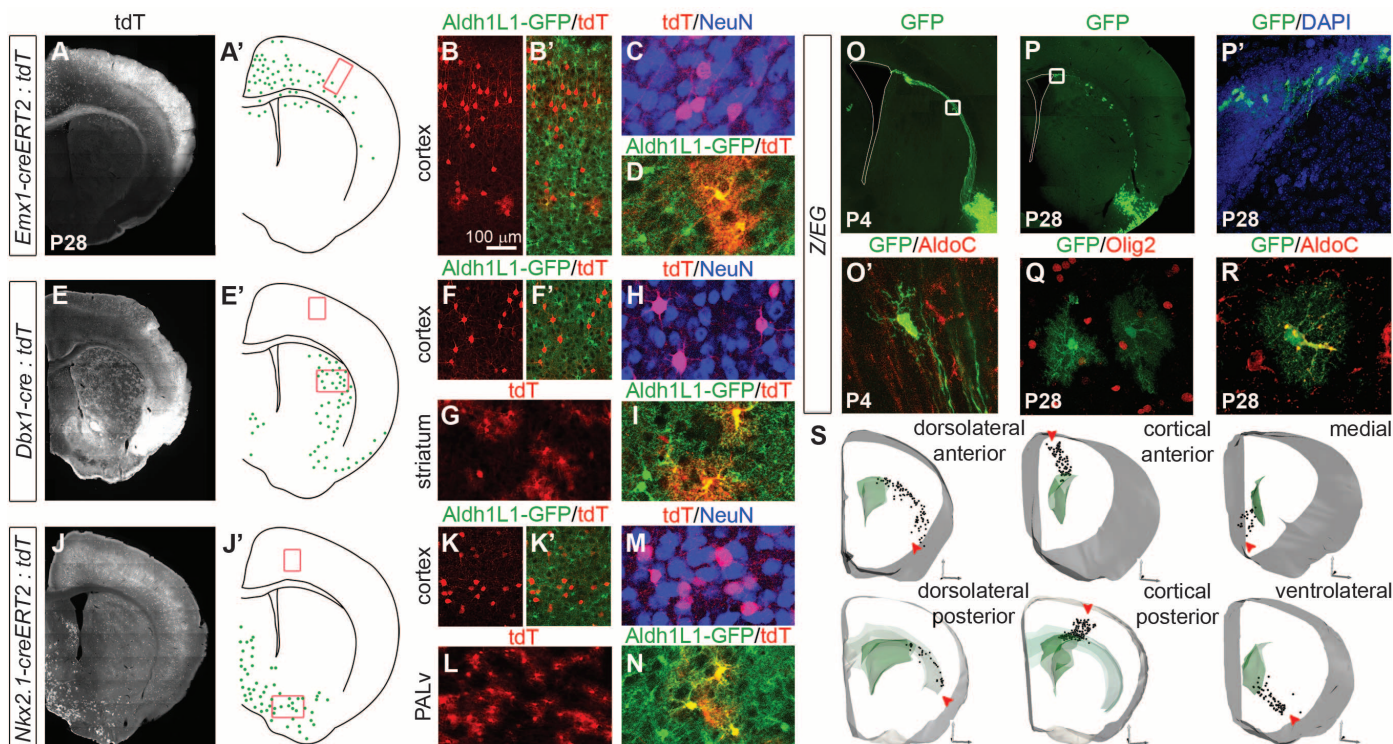 tdT
Aldh1L1-GFP/tdT
tdT/NeuN
GFP
GFP
GFP/DAPI
Emx1-creERT2 : tdT
A
P28
A’
cortex
B
B’
100 µm
C
Aldh1L1-GFP/tdT
D
Z/EG
O
P4
P
P28
P’
P28
GFP/AldoC
GFP/Olig2
GFP/AldoC
O’
P4
Q
P28
R
P28
Dbx1-cre : tdT
E
E’
Aldh1L1-GFP/tdT
tdT/NeuN
cortex
F
F’
H
tdT
Aldh1L1-GFP/tdT
striatum
G
I
Nkx2.1-creERT2 : tdT
J
J’
Aldh1L1-GFP/tdT
tdT/NeuN
cortex
K
K’
M
tdT
Aldh1L1-GFP/tdT
PALv
L
N
S
dorsolateral
anterior
cortical
anterior
medial
dorsolateral
posterior
cortical
posterior
ventrolateral